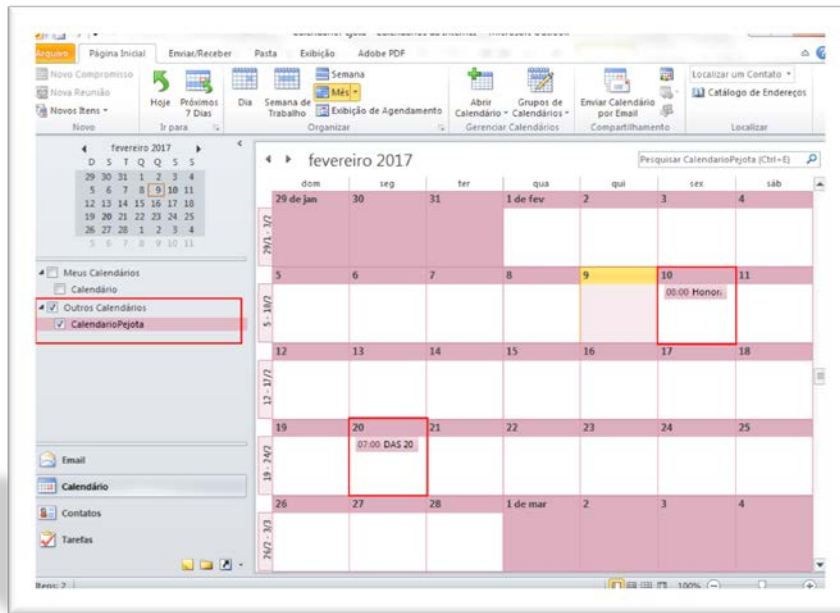 Arquivo Página Inicial Enviar/Receber Pasta Exibição Adobe PDF
Novo Compromisso
Nova Reunião
Novos Itens
Novo
Hoje
Próximos 7 Dias
Ir para
Dia
Semana de Trabalho
Semana
Mês
Exibição de Agendamento
Organizar
Abrir Calendário
Grupos de Calendários
Gerenciar Calendários
Enviar Calendário por Email
Compartilhamento
Localizar um Contato
Catálogo de Endereços
Localizar
fevereiro 2017
D S T Q Q S S
29 30 31 1 2 3 4
5 6 7 8 9 10 11
12 13 14 15 16 17 18
19 20 21 22 23 24 25
26 27 28 1 2 3 4
5 6 7 8 9 10 11
Meus Calendários
Calendário
Outros Calendários
CalendarioPejota
Email
Calendário
Contatos
Tarefas
fevereiro 2017
Pesquisar CalendarioPejota (Ctrl+E)
dom seg ter qua qui sex sáb
29/1 - 3/2
29 de jan 30 31 1 de fev 2 3 4
5 - 10/2
5 6 7 8 9 10 11
08:00 Honor
12 - 17/2
12 13 14 15 16 17 18
19 - 24/2
19 20 21 22 23 24 25
07:00 DAS 20
26/2 - 3/3
26 27 28 1 de mar 2 3 4
Itens: 2
100%